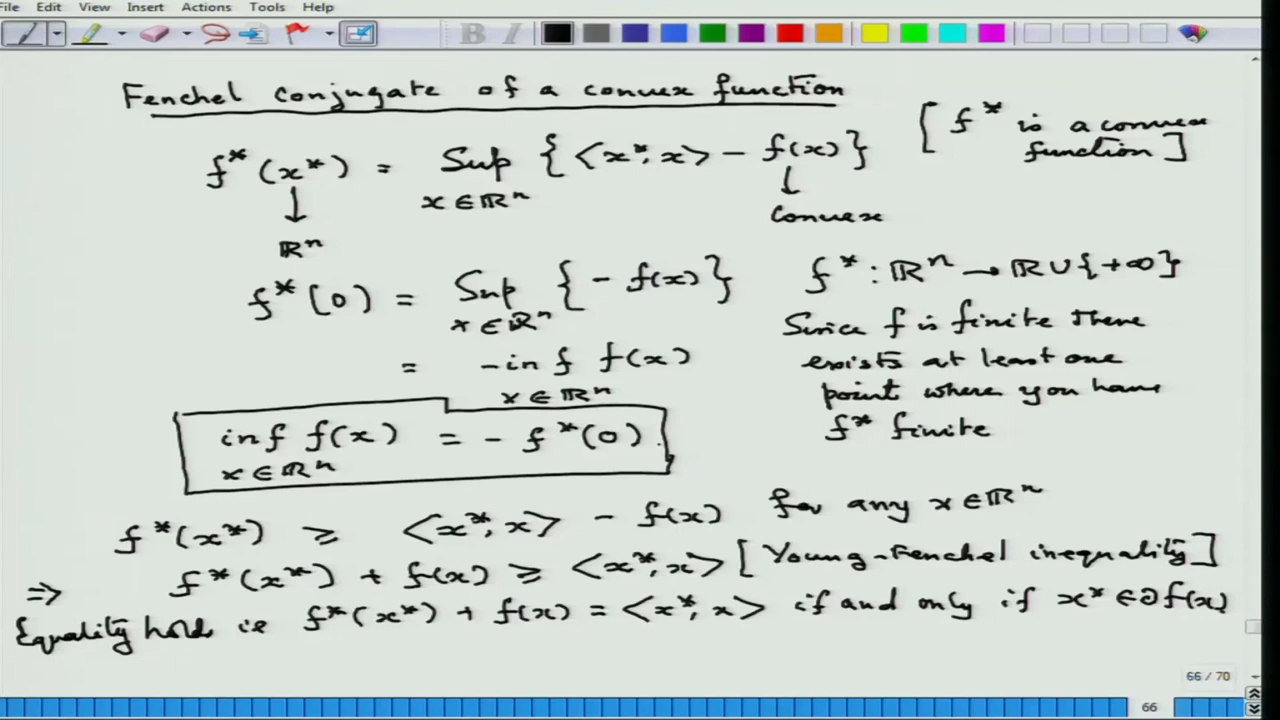 File Edit View Insert Actions Tools Help
B I
Fenchel conjugate of a convex function
[f* is a convex
function]
f*(x*) = Sup {<x*, x> - f(x)}
x ∈ ℝⁿ
↓ ↓
ℝⁿ convex
f*(0) = Sup {- f(x)}
x ∈ ℝⁿ
= - inf f(x)
x ∈ ℝⁿ
inf f(x) = - f*(0).
x ∈ ℝⁿ
f* : ℝⁿ → ℝ ∪ {+∞}
Since f is finite there
exists at least one
point where you have
f* finite
f*(x*) ≥ <x*, x> - f(x) for any x ∈ ℝⁿ
⇒ f*(x*) + f(x) ≥ <x*, x> [Young-Fenchel inequality]
Equality hold ie f*(x*) + f(x) = <x*, x> if and only if x* ∈ ∂f(x)
66 / 70
66